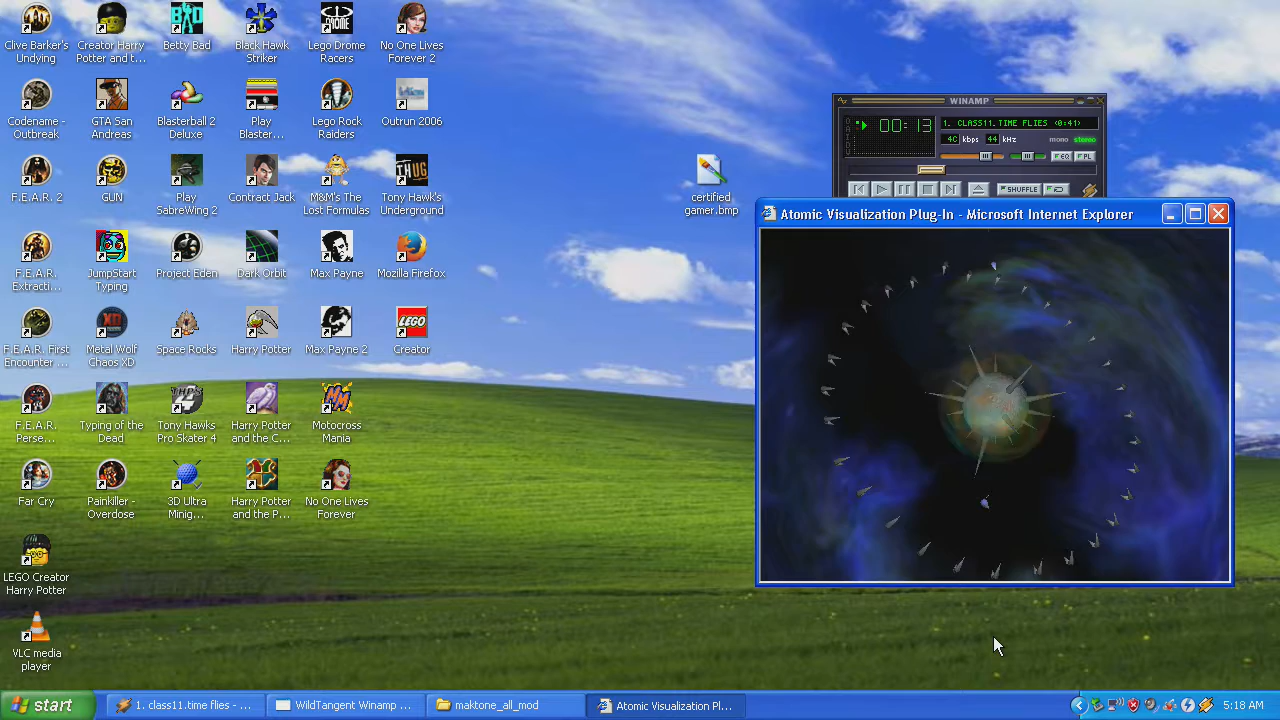 Clive Barker's
Undying
Creator Harry
Potter and t...
Betty Bad
Black Hawk
Striker
Lego Drome
Racers
No One Lives
Forever 2
Codename -
Outbreak
GTA San
Andreas
Blasterball 2
Deluxe
Play
Blaster...
Lego Rock
Raiders
Outrun 2006
F.E.A.R. 2
GUN
Play
SabreWing 2
Contract Jack
M&M's The
Lost Formulas
Tony Hawk's
Underground
F.E.A.R.
Extracti...
JumpStart
Typing
Project Eden
Dark Orbit
Max Payne
Mozilla Firefox
F.E.A.R. First
Encounter ...
Metal Wolf
Chaos XD
Space Rocks
Harry Potter
Max Payne 2
Creator
F.E.A.R.
Perse...
Typing of the
Dead
Tony Hawks
Pro Skater 4
Harry Potter
and the C...
Motocross
Mania
Far Cry
Painkiller -
Overdose
3D Ultra
Minig...
Harry Potter
and the P...
No One Lives
Forever
LEGO Creator
Harry Potter
VLC media
player
certified
gamer.bmp
WINAMP
00:13
1. CLASS11.TIME FLIES <0:41>
40 kbps 44 kHz mono stereo
EQ PL
SHUFFLE
Atomic Visualization Plug-In - Microsoft Internet Explorer
start
1. class11.time flies - ...
WildTangent Winamp ...
maktone_all_mod
Atomic Visualization Pl...
5:18 AM